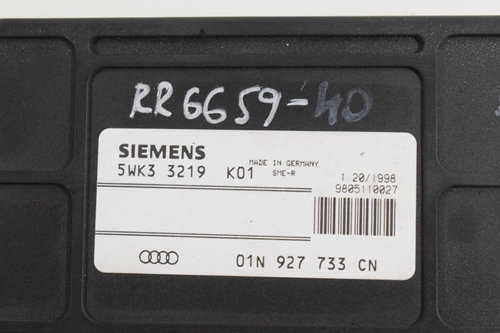 RR6659-40
SIEMENS
MADE IN GERMANY
5WK3 3219 K01 SME-R
1 20/1998
9805110027
01N 927 733 CN